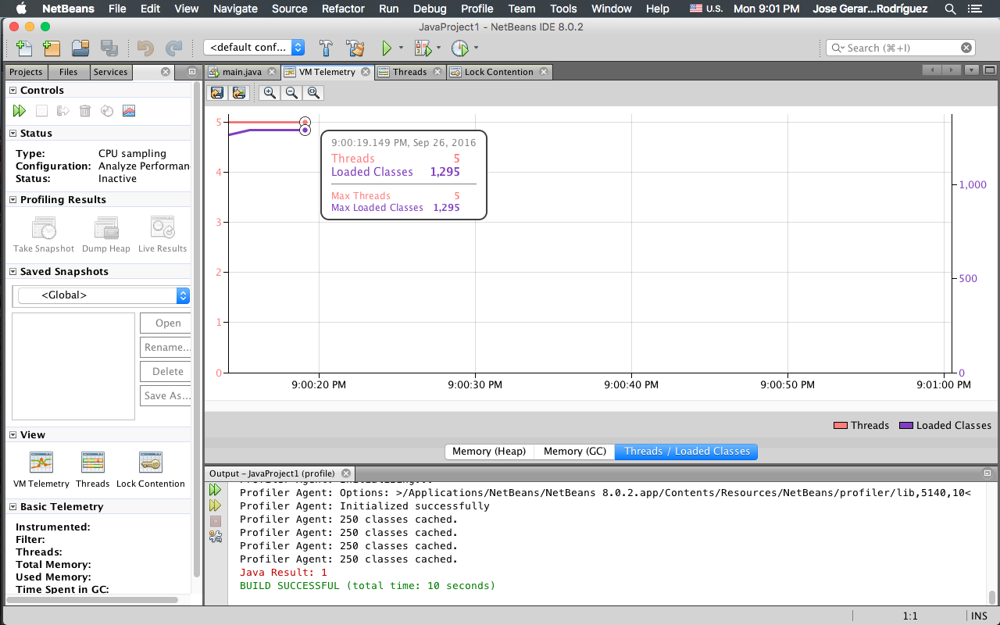 NetBeans File Edit View Navigate Source Refactor Run Debug Profile Team Tools Window Help U.S. Mon 9:01 PM Jose Gerar...Rodríguez
JavaProject1 - NetBeans IDE 8.0.2
<default conf... Search (⌘+I)
Projects Files Services main.java VM Telemetry Threads Lock Contention
Controls
Status
Type: CPU sampling
Configuration: Analyze Performan
Status: Inactive
Profiling Results
Take Snapshot Dump Heap Live Results
Saved Snapshots
<Global>
Open
Rename...
Delete
Save As...
View
VM Telemetry Threads Lock Contention
Basic Telemetry
Instrumented:
Filter:
Threads:
Total Memory:
Used Memory:
Time Spent in GC:
5
4
3
2
1
0
9:00:19.149 PM, Sep 26, 2016
Threads 5
Loaded Classes 1,295
Max Threads 5
Max Loaded Classes 1,295
1,000
500
0
9:00:20 PM 9:00:30 PM 9:00:40 PM 9:00:50 PM 9:01:00 PM
Threads Loaded Classes
Memory (Heap) Memory (GC) Threads / Loaded Classes
Output - JavaProject1 (profile)
Profiler Agent: Initializing...
Profiler Agent: Options: >/Applications/NetBeans/NetBeans 8.0.2.app/Contents/Resources/NetBeans/profiler/lib,5140,10<
Profiler Agent: Initialized successfully
Profiler Agent: 250 classes cached.
Profiler Agent: 250 classes cached.
Profiler Agent: 250 classes cached.
Profiler Agent: 250 classes cached.
Java Result: 1
BUILD SUCCESSFUL (total time: 10 seconds)
1:1 INS